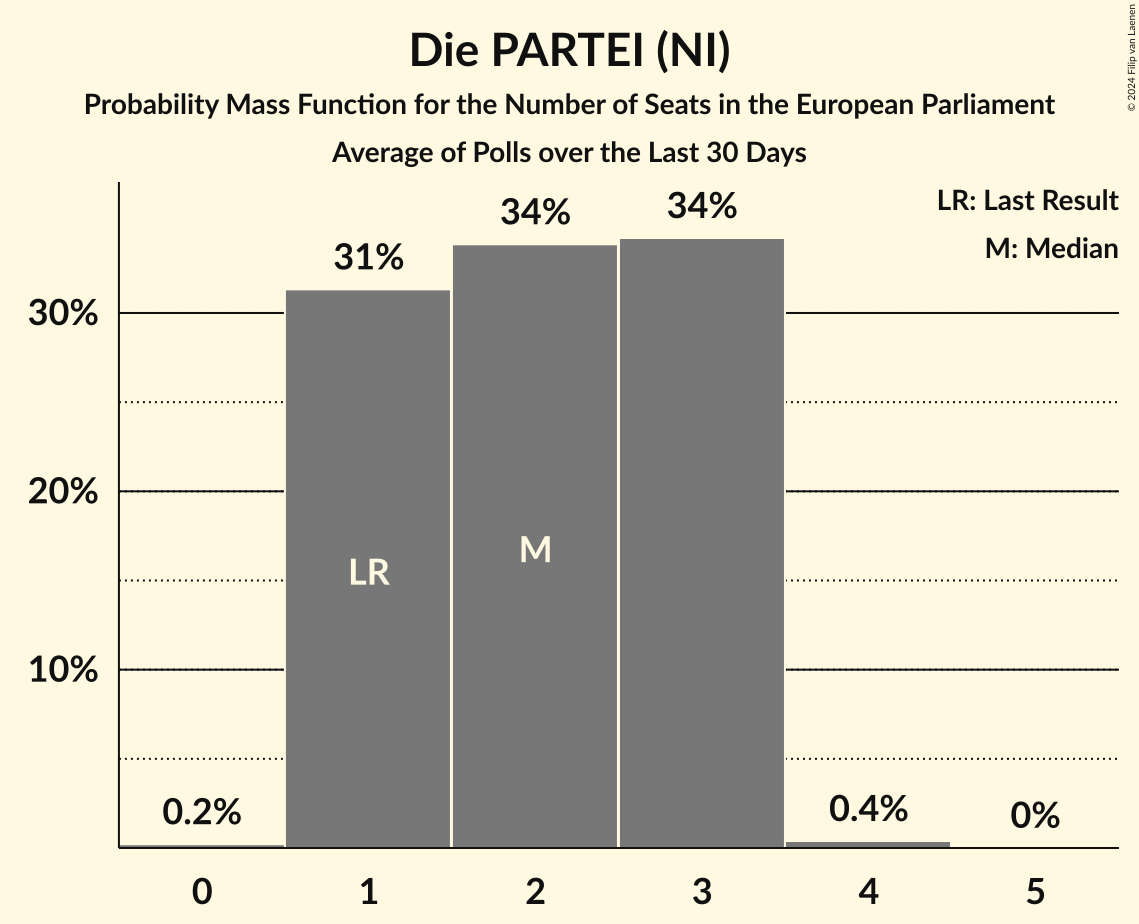 Die PARTEI (NI)
Probability Mass Function for the Number of Seats in the European Parliament
Average of Polls over the Last 30 Days
© 2024 Filip van Laenen
LR: Last Result
M: Median
34%
34%
31%
30%
20%
10%
LR
M
0.2%
0.4%
0%
0
1
2
3
4
5